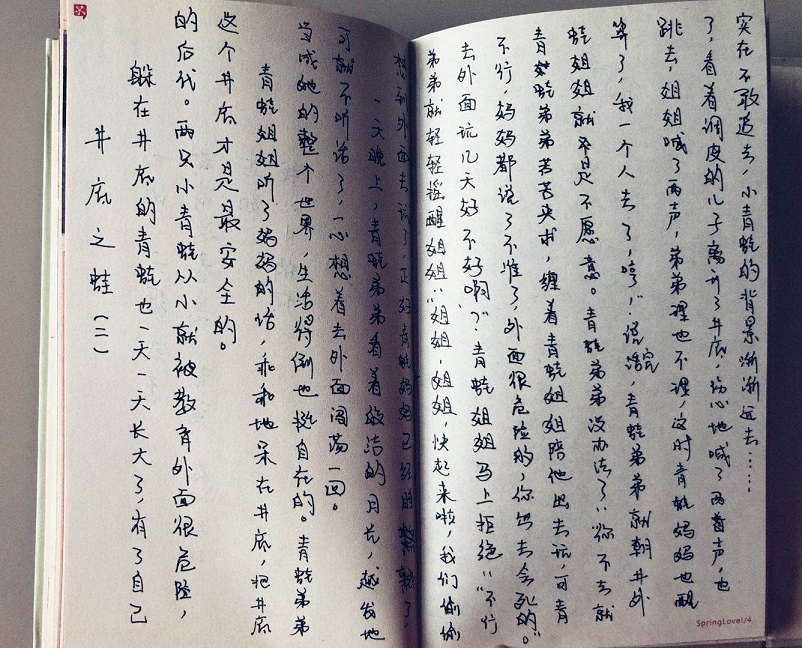 井底之蛙(二)
躲在井底的青蛙也一天一天长大了,有了自己
的后代。两只小青蛙从小就被教育外面很危险,
这个井底才是最安全的。
青蛙姐姐听了妈妈的话,乖乖地呆在井底,把井底
当成她的整个世界,生活得倒也挺自在的。青蛙弟弟
可就不听话了,一心想着去外面闯荡一回。
一天晚上,青蛙弟弟看着皎洁的月光,越发地
想到外面去玩了,正好青蛙妈妈已经熟了,
弟弟就轻轻摇醒姐姐:“姐姐,姐姐,快起来啦,我们偷偷
去外面玩几天好不好啊?”青蛙姐姐马上拒绝:“不行
不行,妈妈都说了不准了,外面很危险的,你出去会死的。”
青蛙弟弟苦苦央求,缠着青蛙姐姐陪他出去玩,可青
蛙姐姐就是不愿意。青蛙弟弟没办法了:“你不去就
算了,我一个人去了,哼!”说完话,青蛙弟弟就朝井外
跳去,姐姐喊了两声,弟弟理也不理,这时青蛙妈妈也醒
了,看着调皮的儿子离开了井底,伤心地喊了两声,也
实在不敢追去,小青蛙的背景渐渐远去……
SpringLove//4